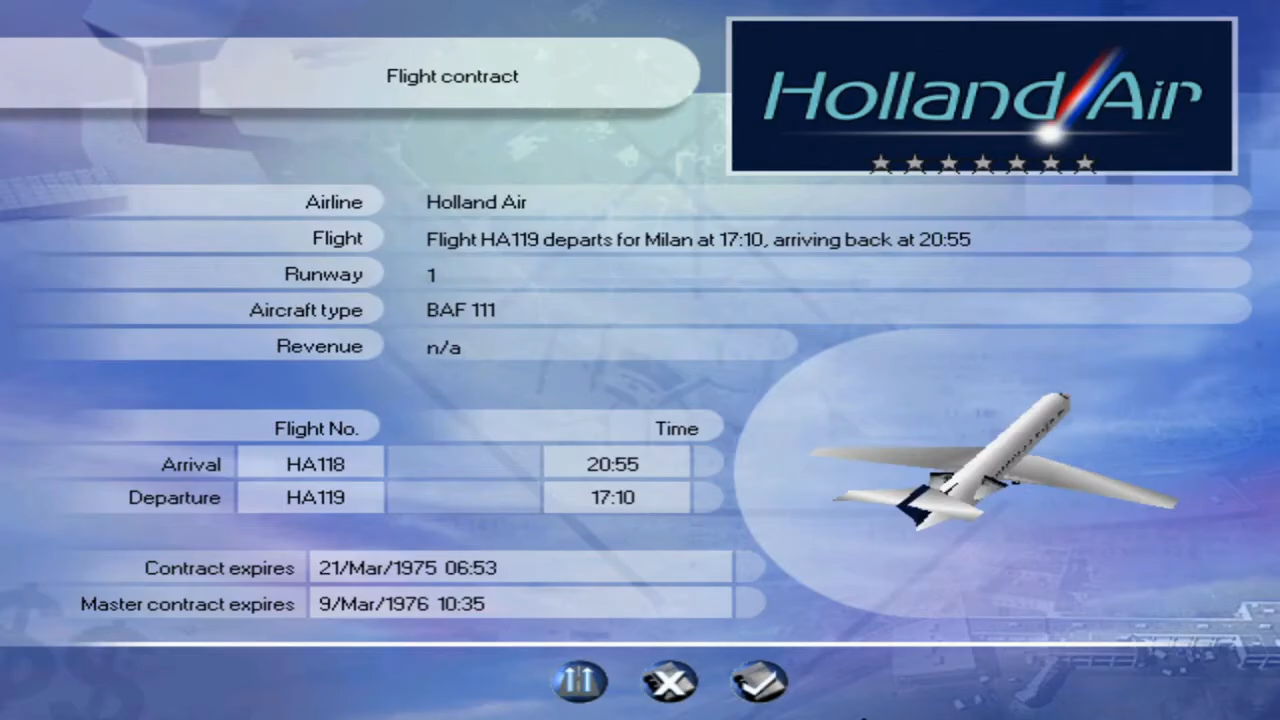 Flight contract
Holland Air
Airline Holland Air
Flight Flight HA119 departs for Milan at 17:10, arriving back at 20:55
Runway 1
Aircraft type BAF 111
Revenue n/a
Flight No. Time
Arrival HA118 20:55
Departure HA119 17:10
Contract expires 21/Mar/1975 06:53
Master contract expires 9/Mar/1976 10:35